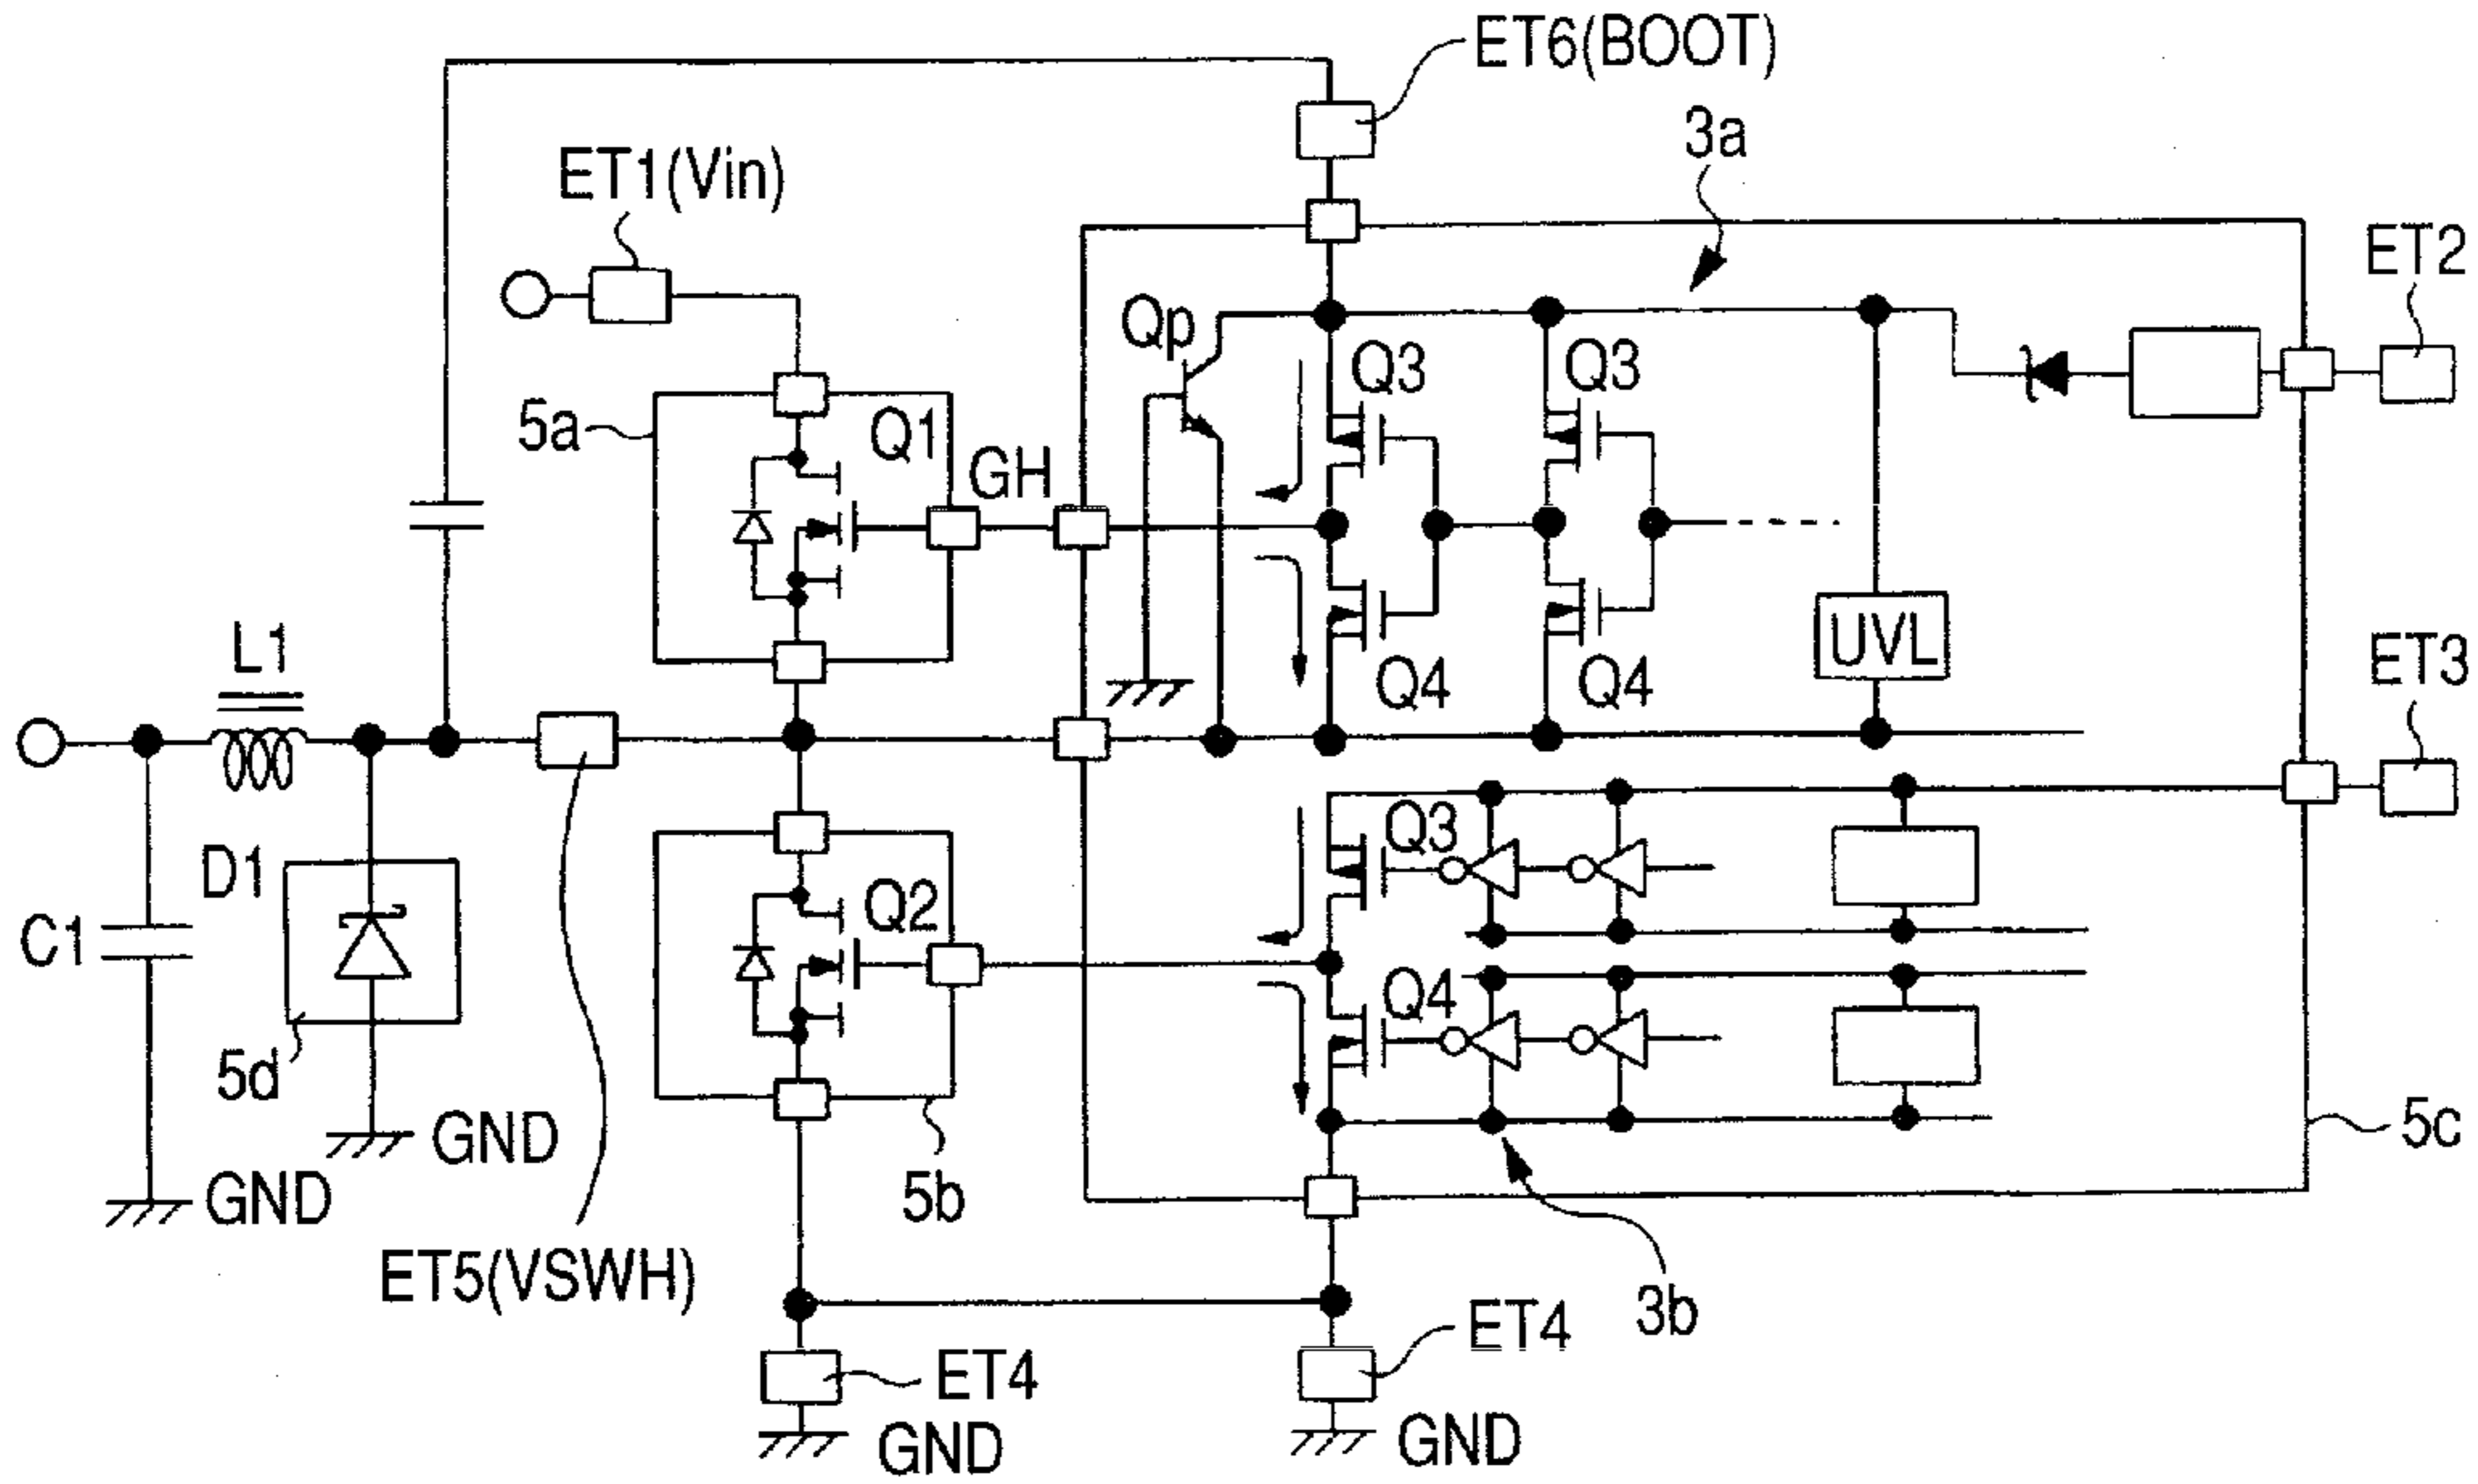 ET6(BOOT)
3a
ET1(Vin)
ET2
Qp
Q3
Q3
5a
Q1
GH
UVL
L1
Q4
Q4
ET3
Q3
D1
Q2
C1
Q4
5d
GND
5c
GND
5b
ET5(VSWH)
3b
ET4
ET4
GND
GND